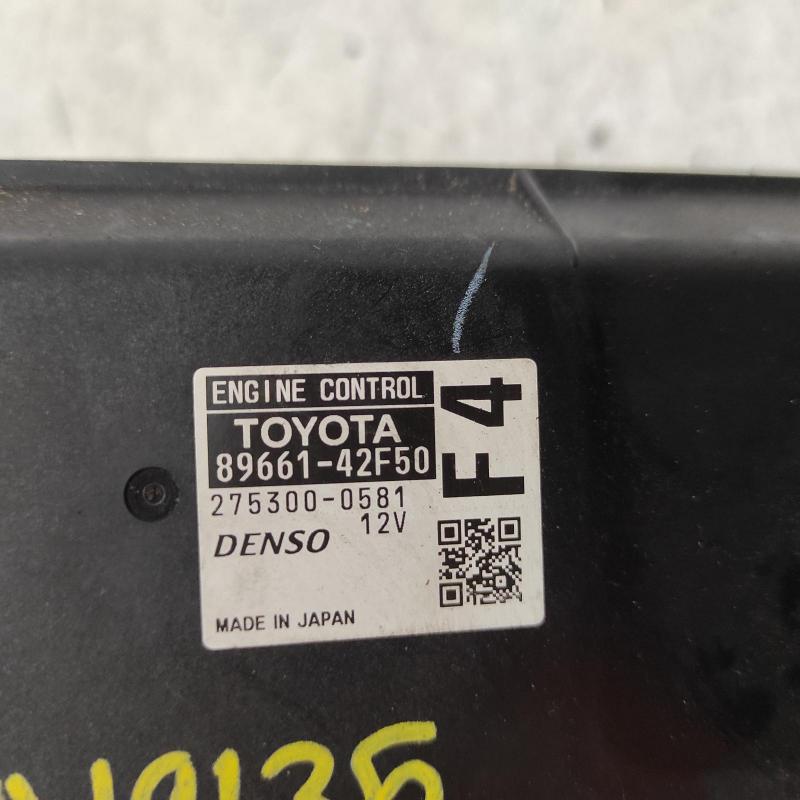 ENGINE CONTROL
TOYOTA
89661-42F50
F4
275300-0581
12V
DENSO
MADE IN JAPAN